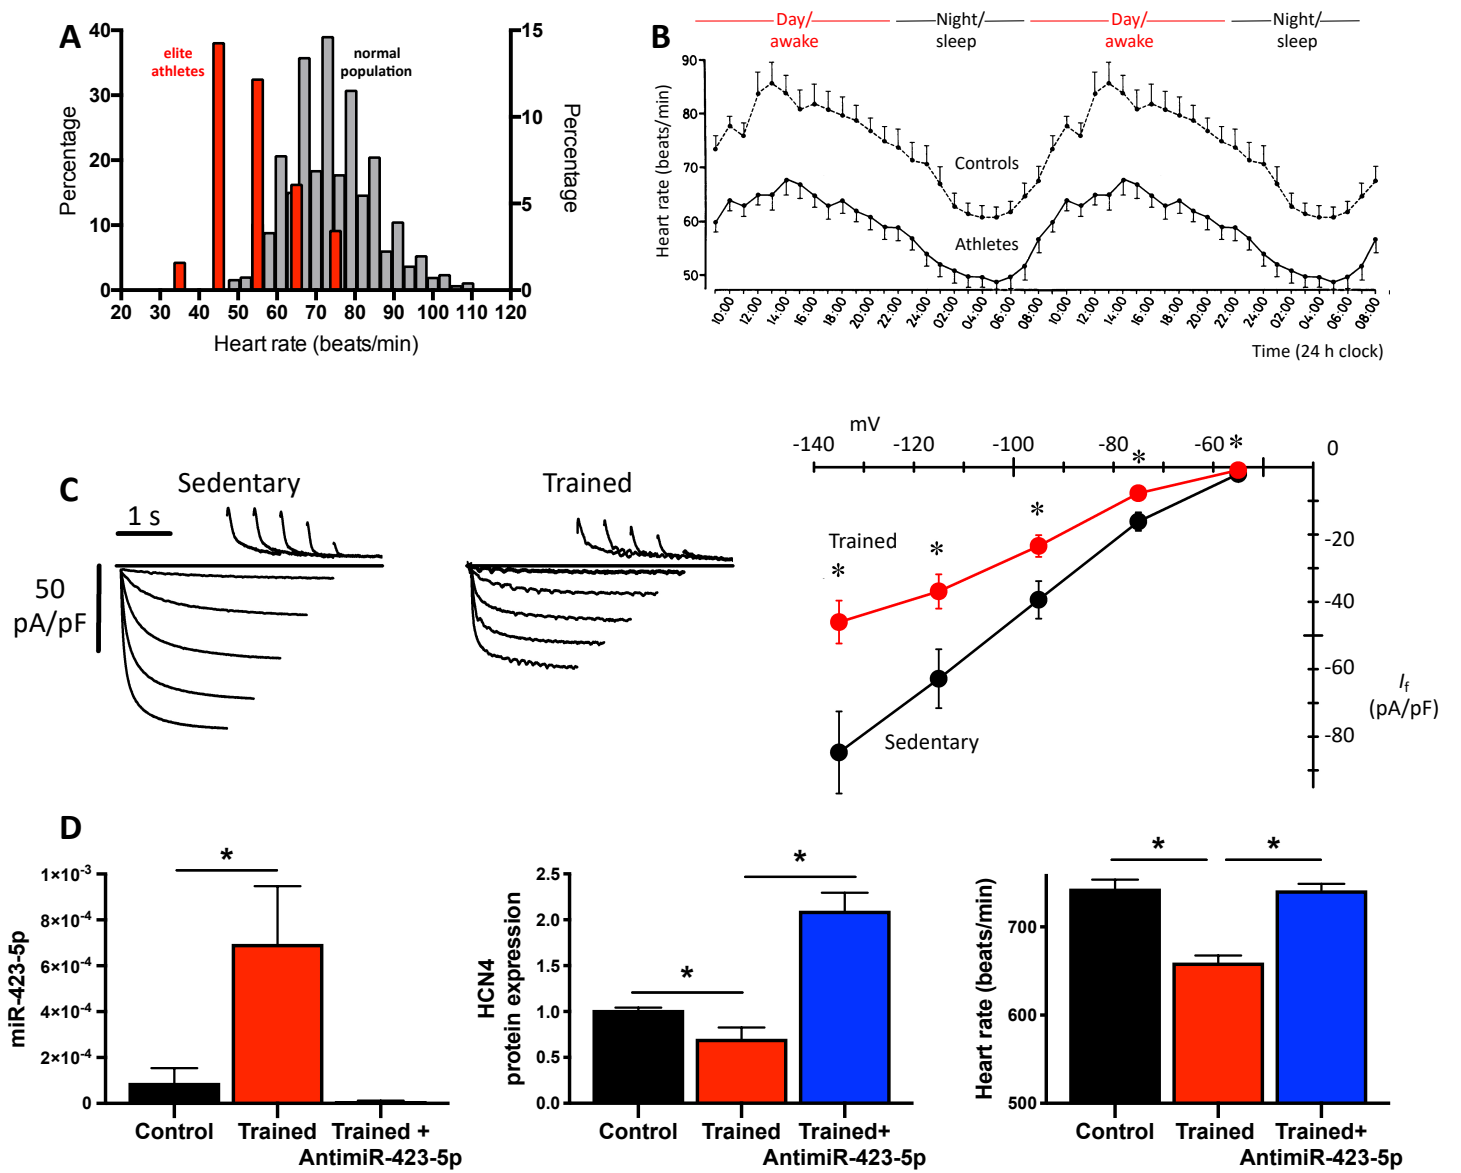 A
elite
athletes
normal
population
Percentage
Percentage
40
30
20
10
0
15
10
5
0
20 30 40 50 60 70 80 90 100 110 120
Heart rate (beats/min)
B
Day/
awake
Night/
sleep
Day/
awake
Night/
sleep
Heart rate (beats/min)
90
80
70
60
50
Controls
Athletes
10:00 12:00 14:00 16:00 18:00 20:00 22:00 24:00 02:00 04:00 06:00 08:00 10:00 12:00 14:00 16:00 18:00 20:00 22:00 24:00 02:00 04:00 06:00 08:00
Time (24 h clock)
C
Sedentary
Trained
1 s
50
pA/pF
mV
-140 -120 -100 -80 -60 0
* * * * *
Trained
Sedentary
-20
-40
-60
-80
If
(pA/pF)
D
miR-423-5p
1×10-3
8×10-4
6×10-4
4×10-4
2×10-4
0
*
Control Trained Trained +
AntimiR-423-5p
HCN4
protein expression
2.5
2.0
1.5
1.0
0.5
0.0
*
*
Control Trained Trained+
AntimiR-423-5p
Heart rate (beats/min)
700
600
500
* *
Control Trained Trained+
AntimiR-423-5p